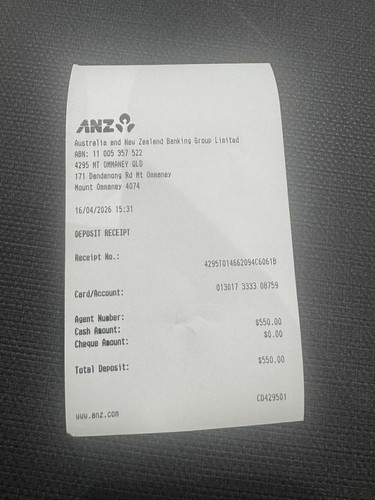 ANZ
Australia and New Zealand Banking Group Limited
ABN: 11 005 357 522
4295 MT OMMANEY QLD
171 Dandenong Rd Mt Ommaney
Mount Ommaney 4074
16/04/2026 15:31
DEPOSIT RECEIPT
Receipt No.:
4295T014662094C6061B
Card/Account:
013017 3333 08759
Agent Number:
Cash Amount: $550.00
Cheque Amount: $0.00
Total Deposit: $550.00
CD429501
www.anz.com